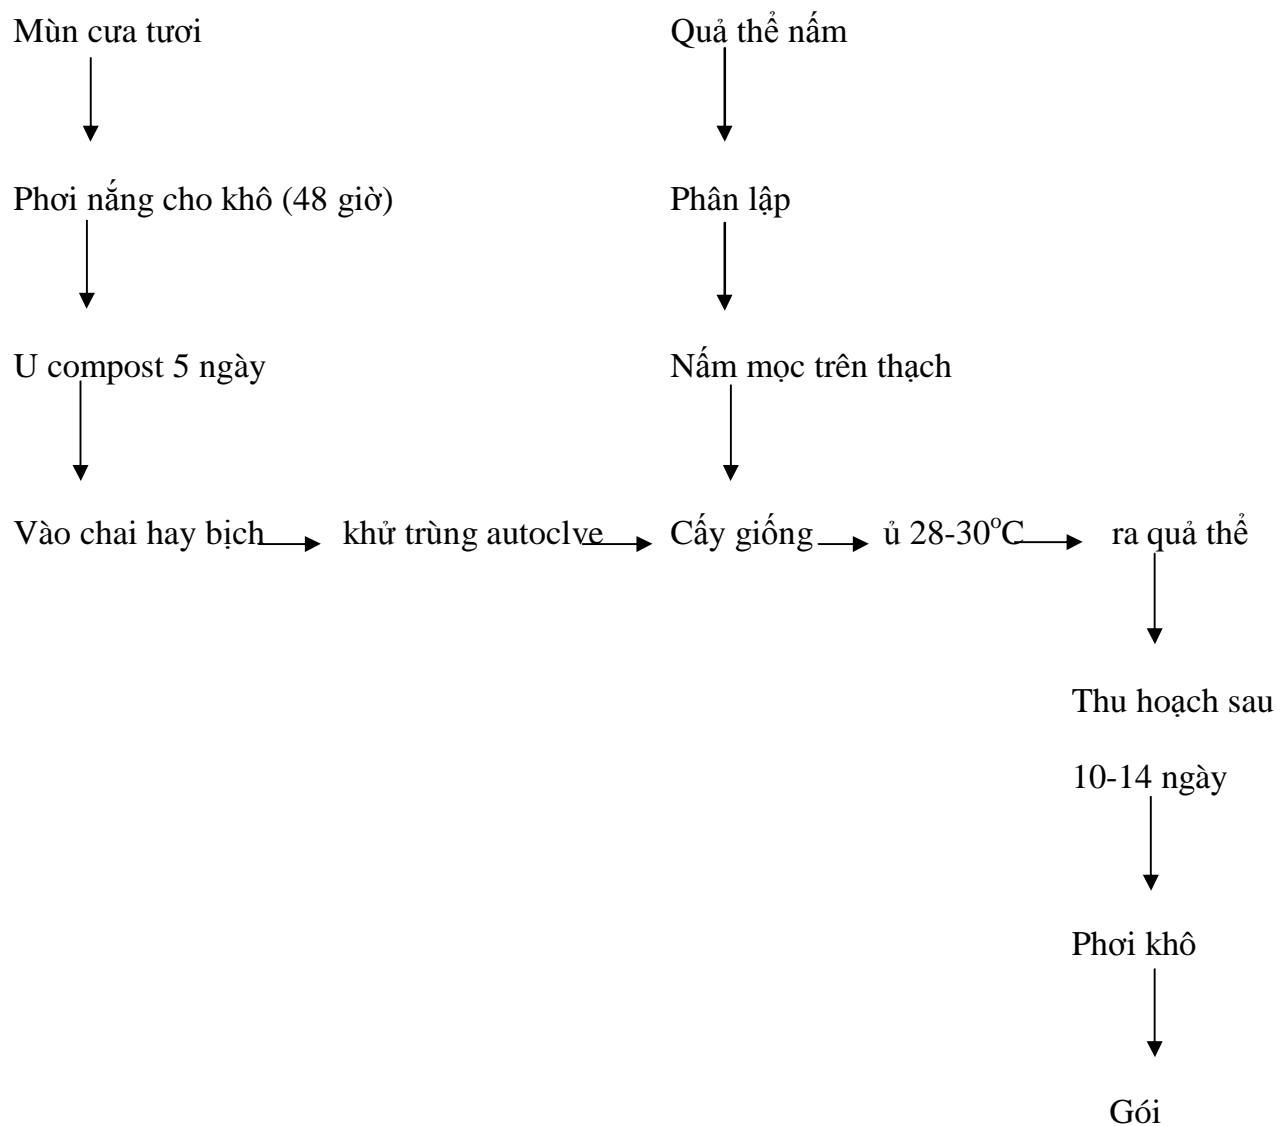 Mùn cưa tươi
Quả thể nấm
Phơi nắng cho khô (48 giờ)
Phân lập
U compost 5 ngày
Nấm mọc trên thạch
Vào chai hay bịch
khử trùng autoclve
Cấy giống
ủ 28-30°C
ra quả thể
Thu hoạch sau
10-14 ngày
Phơi khô
Gói